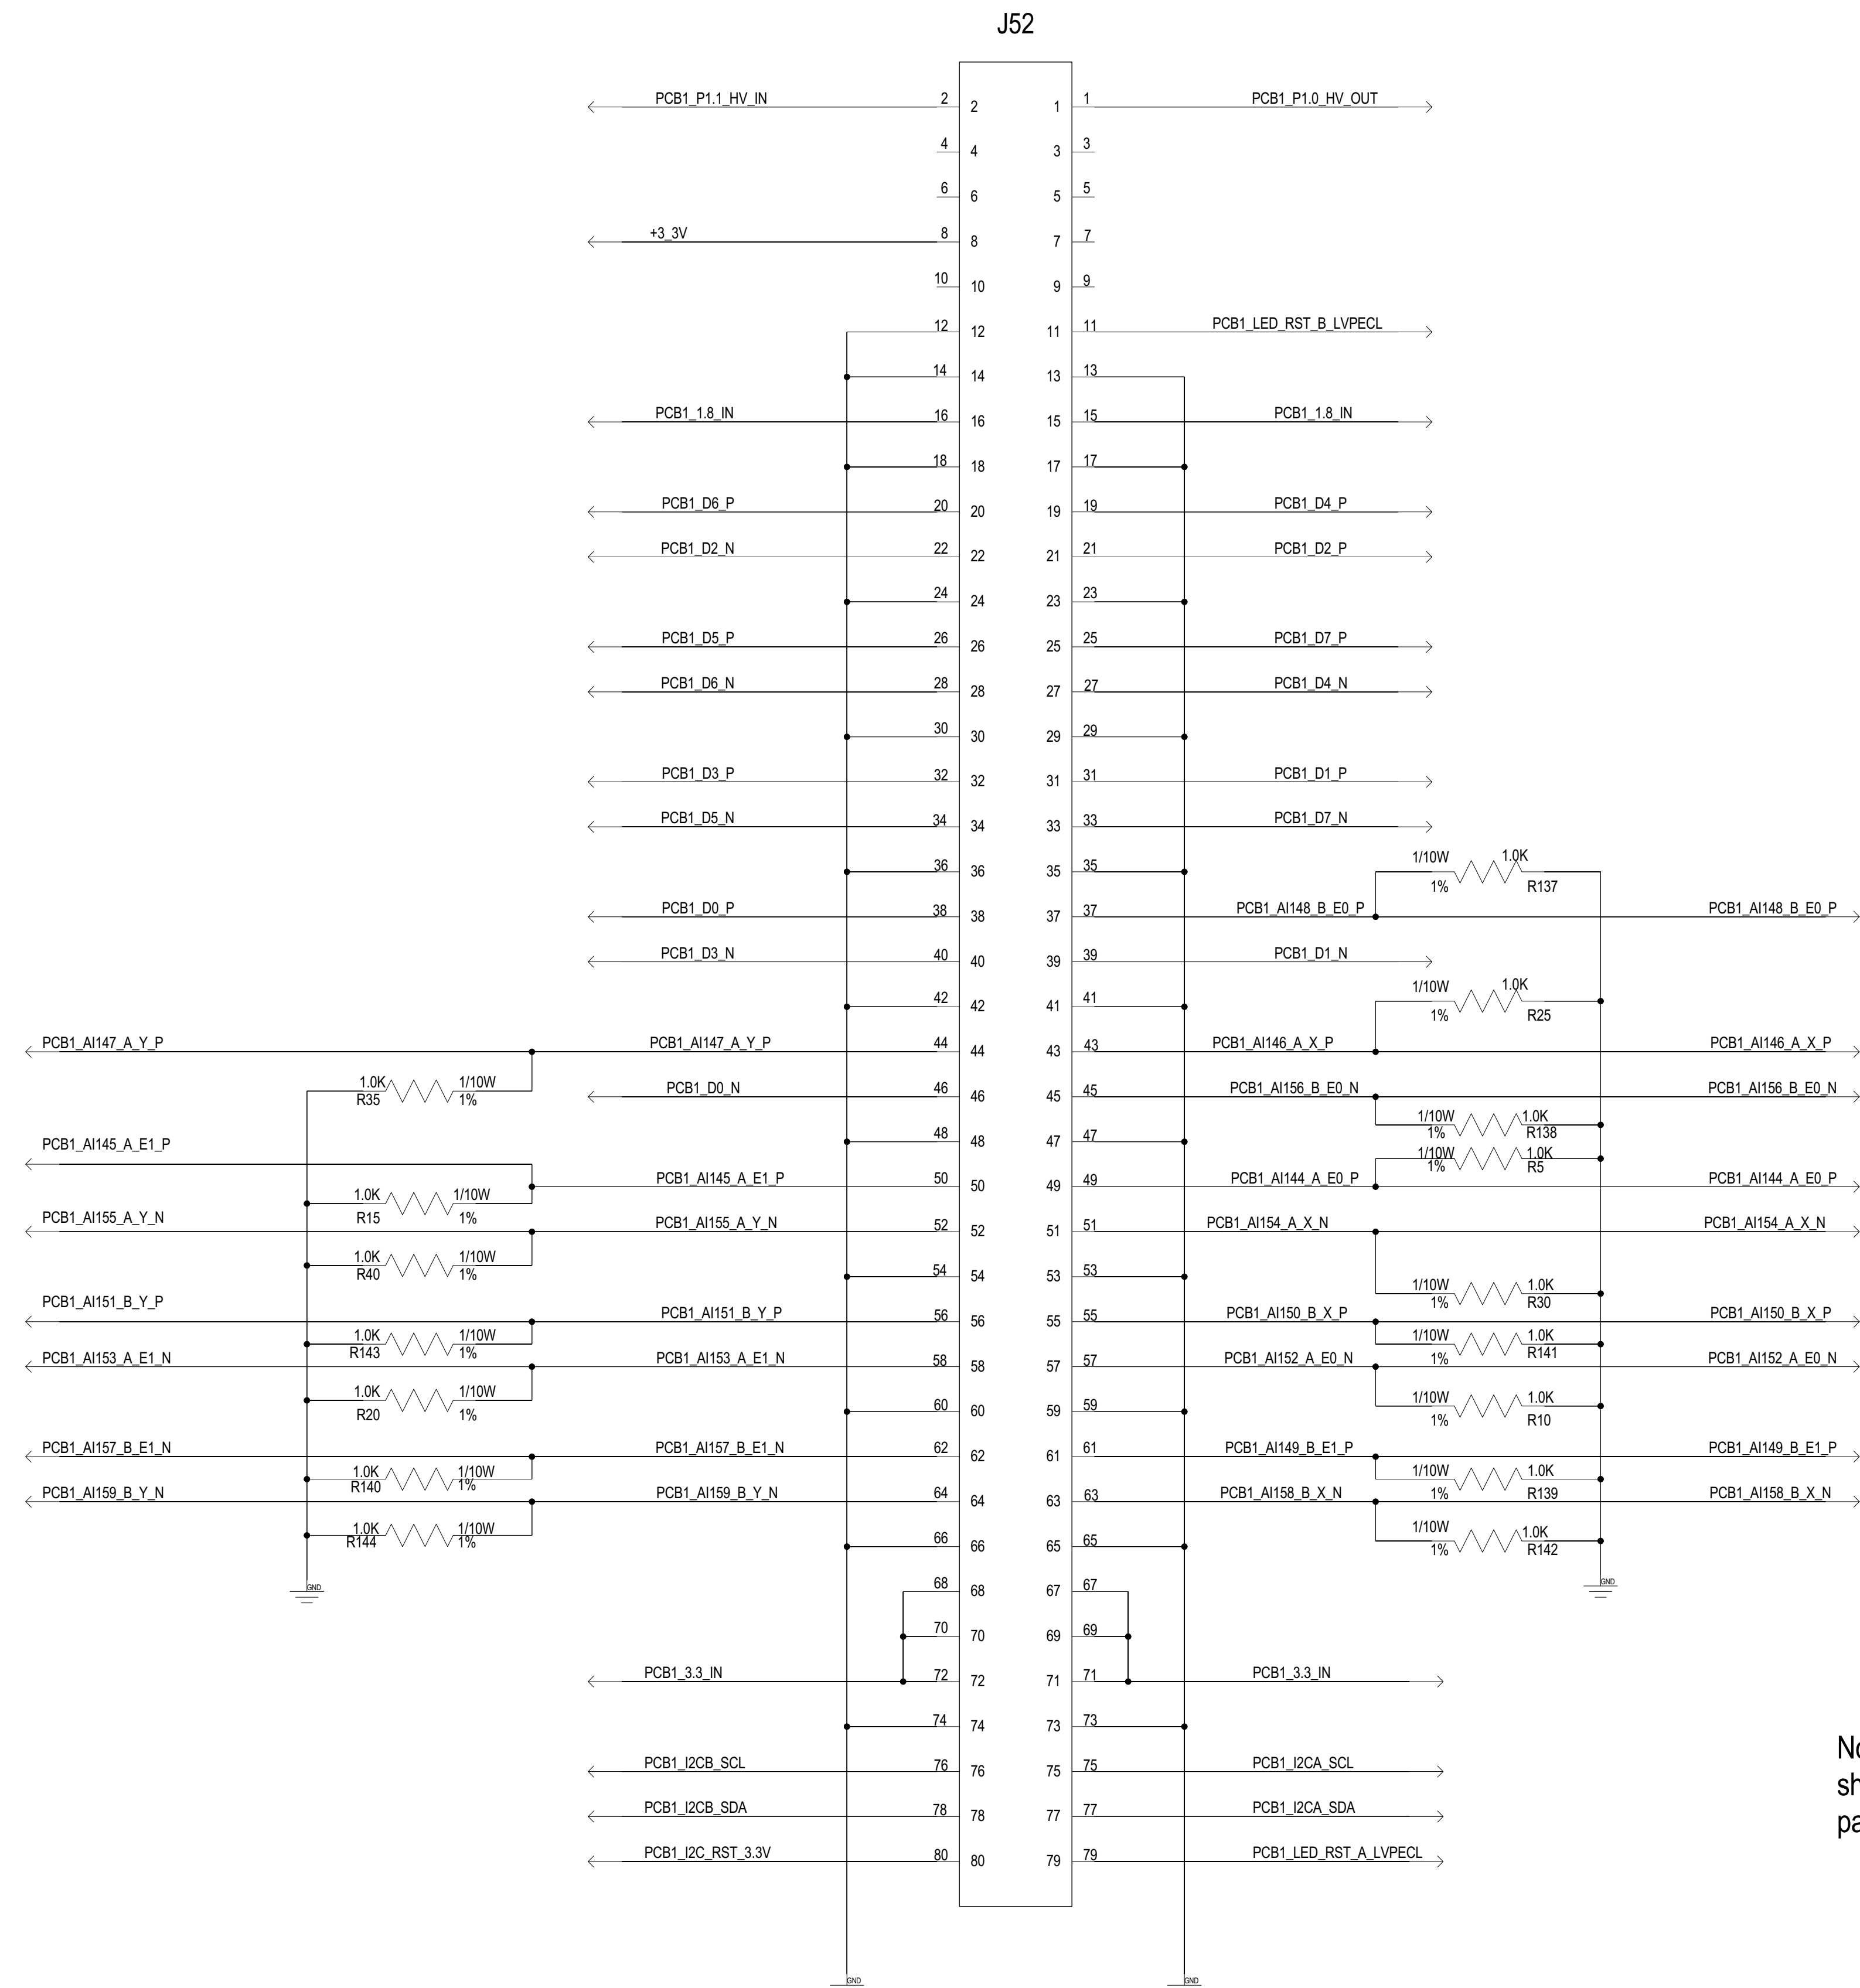 J52
PCB1_P1.1_HV_IN 2 2 1 1 PCB1_P1.0_HV_OUT
4 4 3 3
6 6 5 5
+3_3V 8 8 7 7
10 10 9 9
12 12 11 11 PCB1_LED_RST_B_LVPECL
14 14 13 13
PCB1_1.8_IN 16 16 15 15 PCB1_1.8_IN
18 18 17 17
PCB1_D6_P 20 20 19 19 PCB1_D4_P
PCB1_D2_N 22 22 21 21 PCB1_D2_P
24 24 23 23
PCB1_D5_P 26 26 25 25 PCB1_D7_P
PCB1_D6_N 28 28 27 27 PCB1_D4_N
30 30 29 29
PCB1_D3_P 32 32 31 31 PCB1_D1_P
PCB1_D5_N 34 34 33 33 PCB1_D7_N
36 36 35 35 1/10W 1.0K
1% R137
PCB1_D0_P 38 38 37 37 PCB1_AI148_B_E0_P PCB1_AI148_B_E0_P
PCB1_D3_N 40 40 39 39 PCB1_D1_N
42 42 41 41 1/10W 1.0K
1% R25
PCB1_AI147_A_Y_P PCB1_AI147_A_Y_P 44 44 43 43 PCB1_AI146_A_X_P PCB1_AI146_A_X_P
1.0K 1/10W
R35 1%
PCB1_D0_N 46 46 45 45 PCB1_AI156_B_E0_N PCB1_AI156_B_E0_N
1/10W 1.0K
1% R138
PCB1_AI145_A_E1_P 48 48 47 47
1/10W 1.0K
1% R5
PCB1_AI145_A_E1_P 50 50 49 49 PCB1_AI144_A_E0_P PCB1_AI144_A_E0_P
1.0K 1/10W
R15 1%
PCB1_AI155_A_Y_N PCB1_AI155_A_Y_N 52 52 51 51 PCB1_AI154_A_X_N PCB1_AI154_A_X_N
1.0K 1/10W
R40 1%
54 54 53 53
1/10W 1.0K
1% R30
PCB1_AI151_B_Y_P PCB1_AI151_B_Y_P 56 56 55 55 PCB1_AI150_B_X_P PCB1_AI150_B_X_P
1.0K 1/10W 1/10W 1.0K
R143 1% 1% R141
PCB1_AI153_A_E1_N PCB1_AI153_A_E1_N 58 58 57 57 PCB1_AI152_A_E0_N PCB1_AI152_A_E0_N
1.0K 1/10W 1/10W 1.0K
R20 1% 1% R10
60 60 59 59
PCB1_AI157_B_E1_N PCB1_AI157_B_E1_N 62 62 61 61 PCB1_AI149_B_E1_P PCB1_AI149_B_E1_P
1.0K 1/10W 1/10W 1.0K
R140 1% 1% R139
PCB1_AI159_B_Y_N PCB1_AI159_B_Y_N 64 64 63 63 PCB1_AI158_B_X_N PCB1_AI158_B_X_N
1.0K 1/10W 1/10W 1.0K
R144 1% 1% R142
66 66 65 65
GND 68 68 67 67 GND
70 70 69 69
PCB1_3.3_IN 72 72 71 71 PCB1_3.3_IN
74 74 73 73
PCB1_I2CB_SCL 76 76 75 75 PCB1_I2CA_SCL
PCB1_I2CB_SDA 78 78 77 77 PCB1_I2CA_SDA
PCB1_I2C_RST_3.3V 80 80 79 79 PCB1_LED_RST_A_LVPECL
GND GND